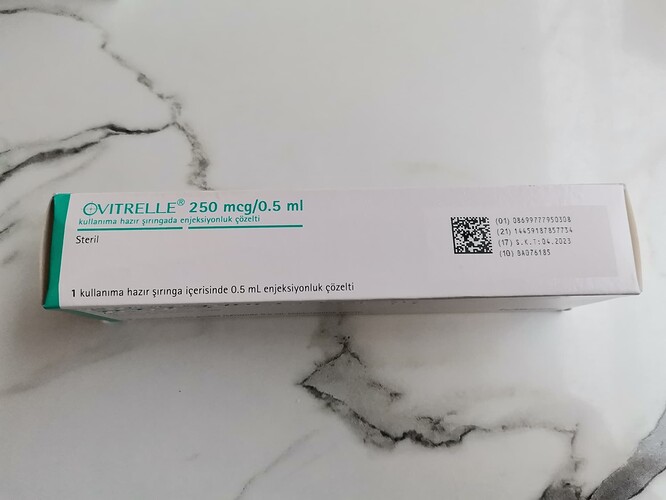 OVITRELLE® 250 mcg/0.5 ml
kullanıma hazır şırıngada enjeksiyonluk çözelti
Steril
1 kullanıma hazır şırınga içerisinde 0.5 mL enjeksiyonluk çözelti
(01) 08699777950308
(21) 14459187857734
(17) S.K.T:04.2023
(10) BA076185